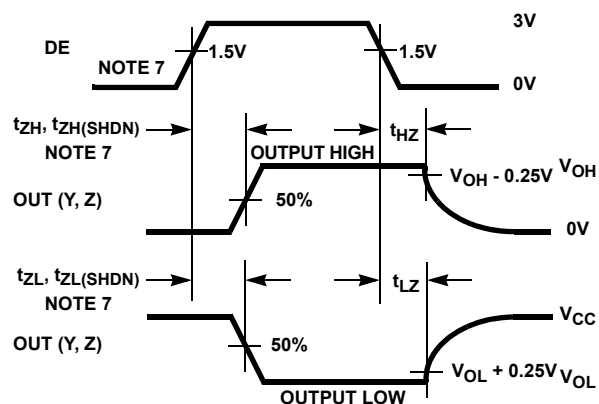 3V
DE
1.5V
1.5V
NOTE 7
0V
tZH, tZH(SHDN)
tHZ
NOTE 7
OUTPUT HIGH
VOH - 0.25V
VOH
OUT (Y, Z)
50%
0V
tZL, tZL(SHDN)
tLZ
NOTE 7
VCC
OUT (Y, Z)
50%
VOL + 0.25V
VOL
OUTPUT LOW